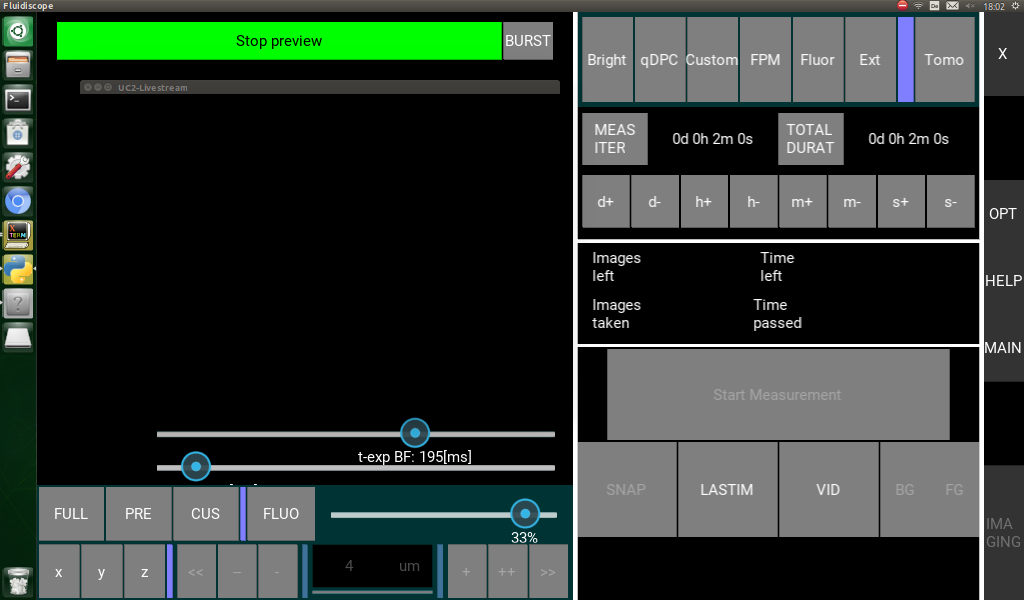 Fluidiscope
De
18:02
Stop preview
BURST
UC2-Livestream
t-exp BF: 195[ms]
FULL
PRE
CUS
FLUO
33%
x
y
z
<<
--
-
4
um
+
++
>>
Bright
qDPC
Custom
FPM
Fluor
Ext
Tomo
MEAS
ITER
0d 0h 2m 0s
TOTAL
DURAT
0d 0h 2m 0s
d+
d-
h+
h-
m+
m-
s+
s-
Images
left
Time
left
Images
taken
Time
passed
Start Measurement
SNAP
LASTIM
VID
BG
FG
X
OPT
HELP
MAIN
IMA
GING